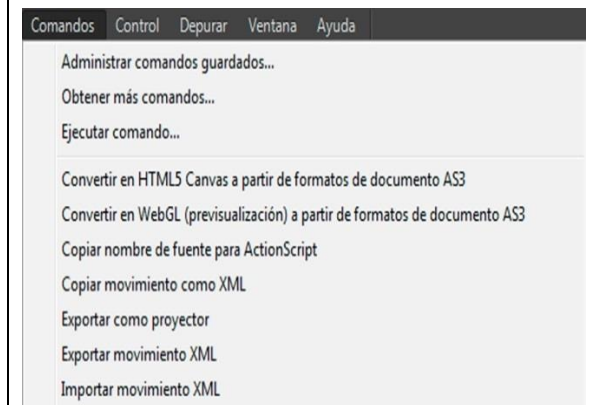 Comandos Control Depurar Ventana Ayuda
Administrar comandos guardados...
Obtener más comandos...
Ejecutar comando...
Convertir en HTML5 Canvas a partir de formatos de documento AS3
Convertir en WebGL (previsualización) a partir de formatos de documento AS3
Copiar nombre de fuente para ActionScript
Copiar movimiento como XML
Exportar como proyector
Exportar movimiento XML
Importar movimiento XML